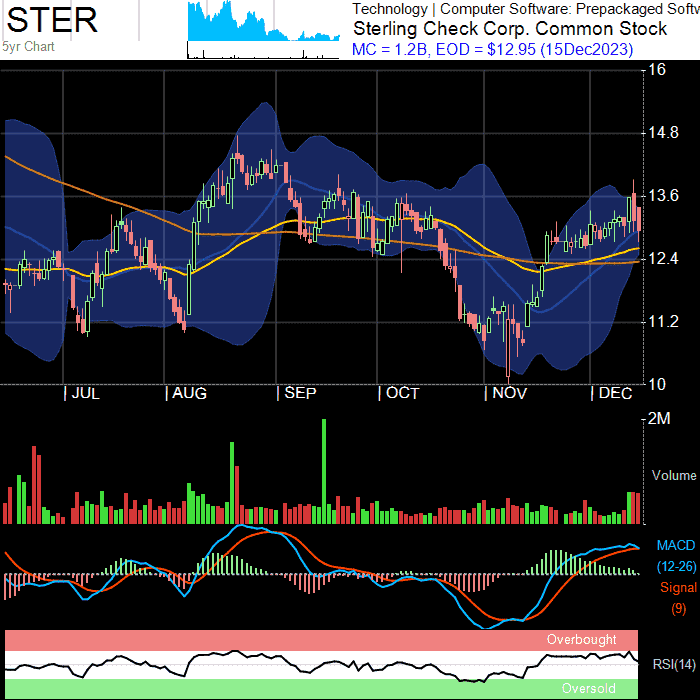 STER
5yr Chart
Technology | Computer Software: Prepackaged Softw
Sterling Check Corp. Common Stock
MC = 1.2B, EOD = $12.95 (15Dec2023)
16
14.8
13.6
12.4
11.2
10
| JUL | AUG | SEP | OCT | NOV | DEC
2M
Volume
MACD
(12-26)
Signal
(9)
Overbought
RSI(14)
Oversold